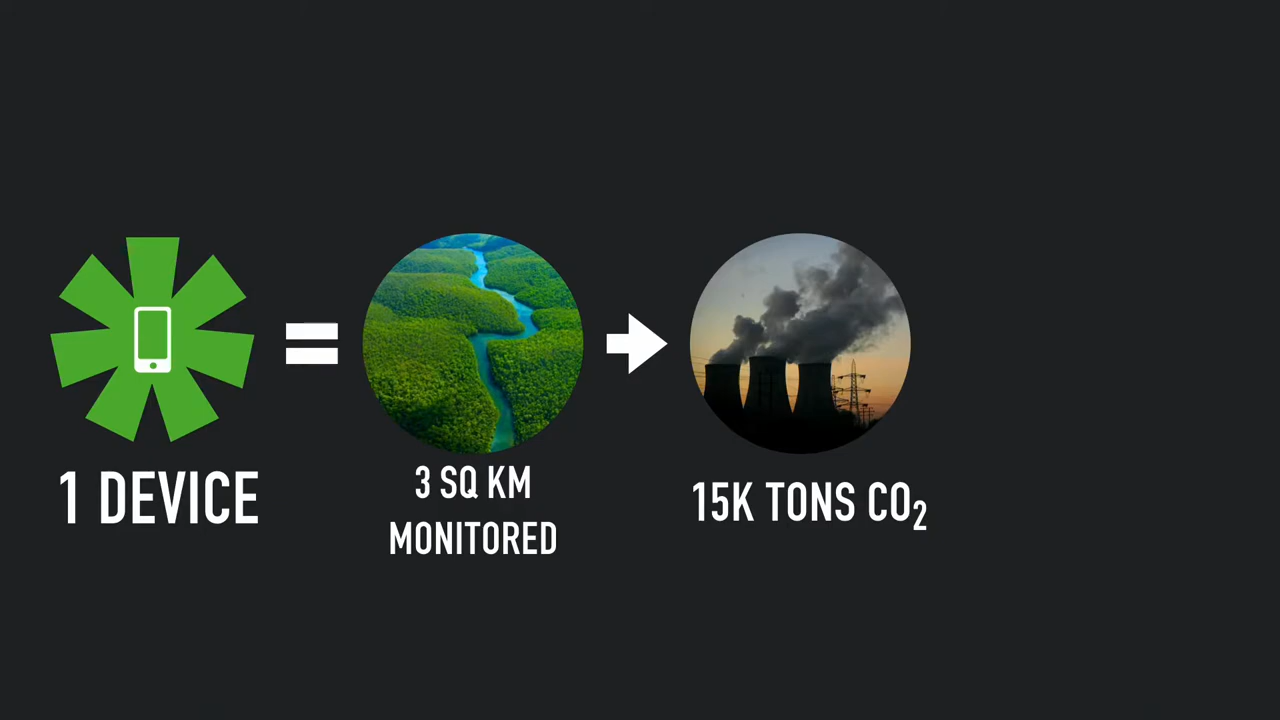 1 DEVICE
=
3 SQ KM
MONITORED
15K TONS CO₂